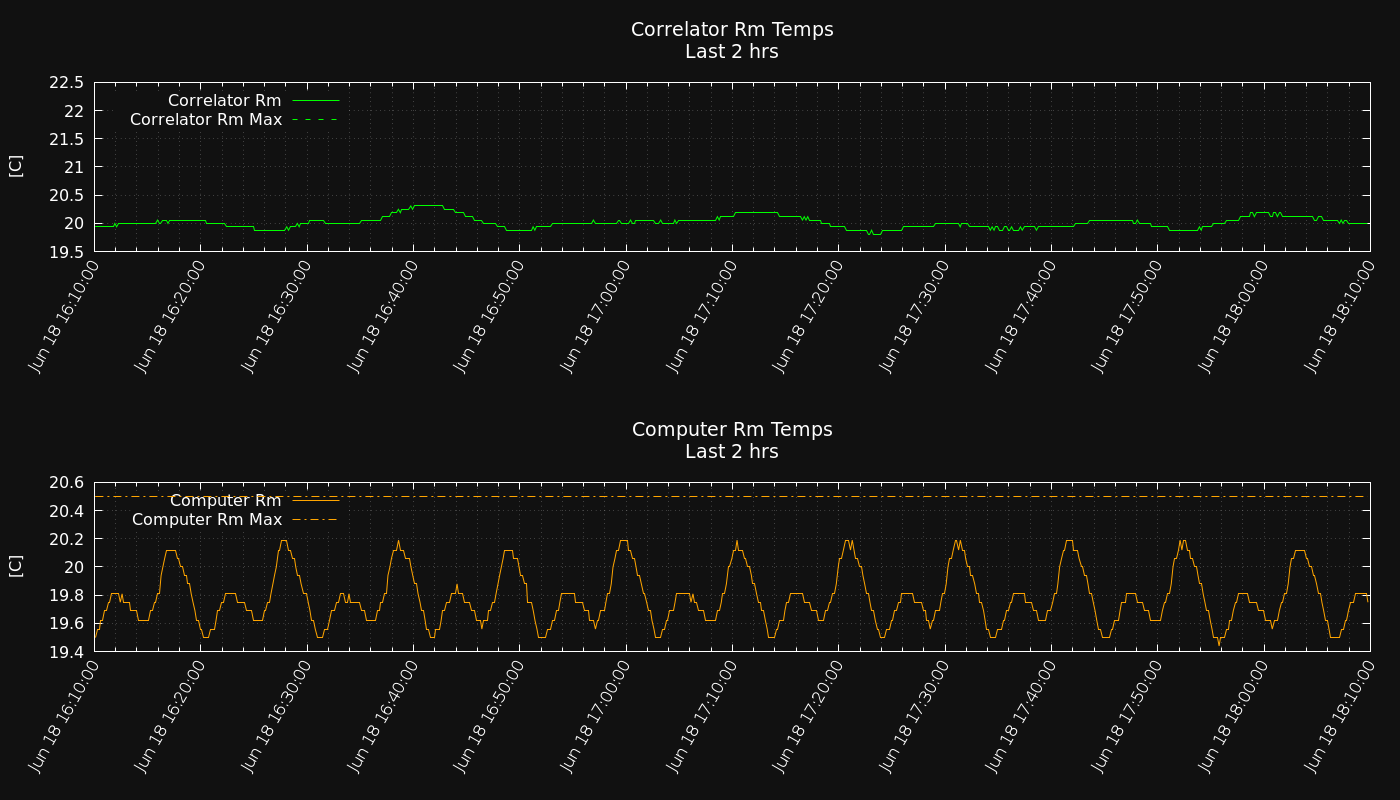 Correlator Rm Temps
Last 2 hrs
22.5
22
21.5
21
20.5
20
19.5
[C]
Correlator Rm
Correlator Rm Max
Jun 18 16:10:00
Jun 18 16:20:00
Jun 18 16:30:00
Jun 18 16:40:00
Jun 18 16:50:00
Jun 18 17:00:00
Jun 18 17:10:00
Jun 18 17:20:00
Jun 18 17:30:00
Jun 18 17:40:00
Jun 18 17:50:00
Jun 18 18:00:00
Jun 18 18:10:00
Computer Rm Temps
Last 2 hrs
20.6
20.4
20.2
20
19.8
19.6
19.4
[C]
Computer Rm
Computer Rm Max
Jun 18 16:10:00
Jun 18 16:20:00
Jun 18 16:30:00
Jun 18 16:40:00
Jun 18 16:50:00
Jun 18 17:00:00
Jun 18 17:10:00
Jun 18 17:20:00
Jun 18 17:30:00
Jun 18 17:40:00
Jun 18 17:50:00
Jun 18 18:00:00
Jun 18 18:10:00